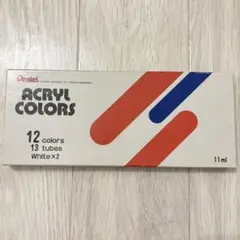 Pentel
ACRYL
COLORS
12 colors
13 tubes
White×2
11ml